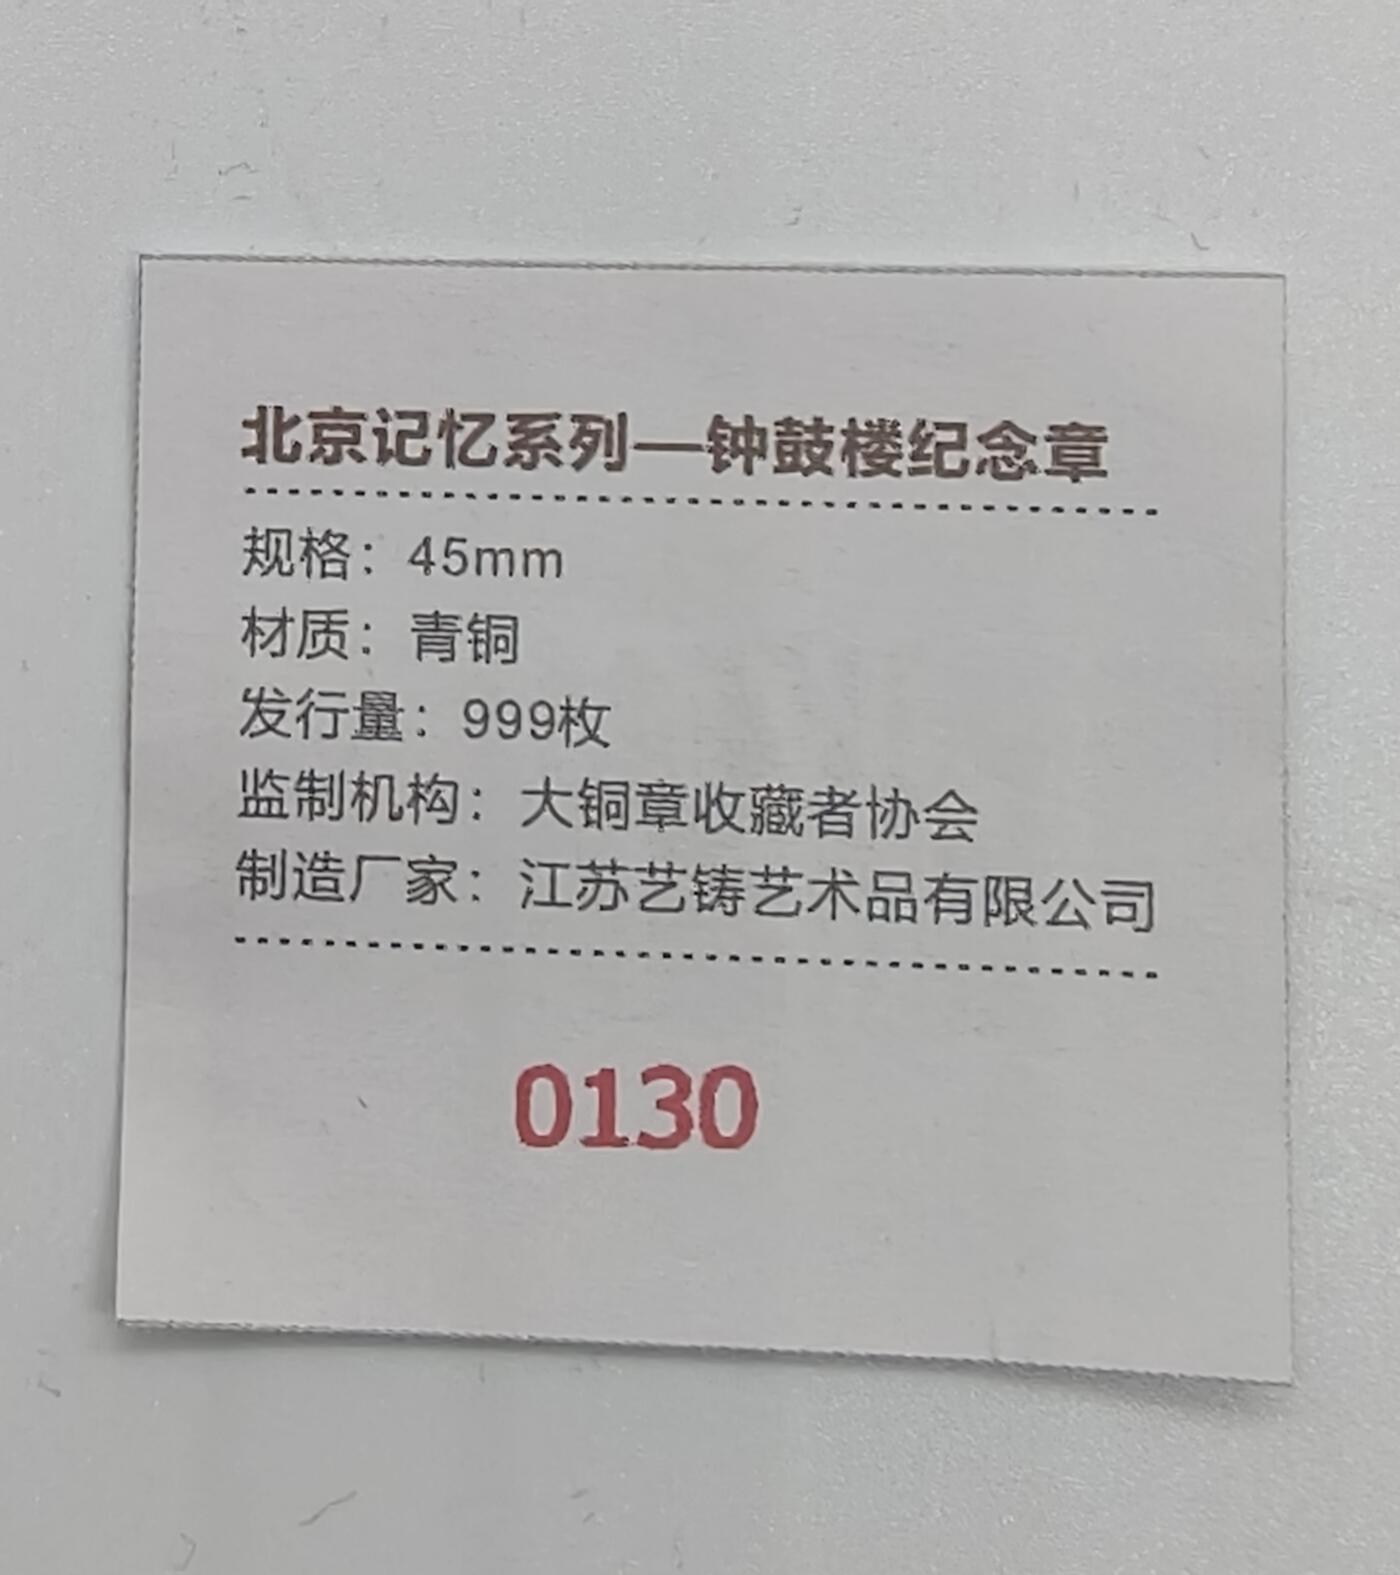 北京记忆系列—钟鼓楼纪念章
规格：45mm
材质：青铜
发行量：999枚
监制机构：大铜章收藏者协会
制造厂家：江苏艺铸艺术品有限公司
0130